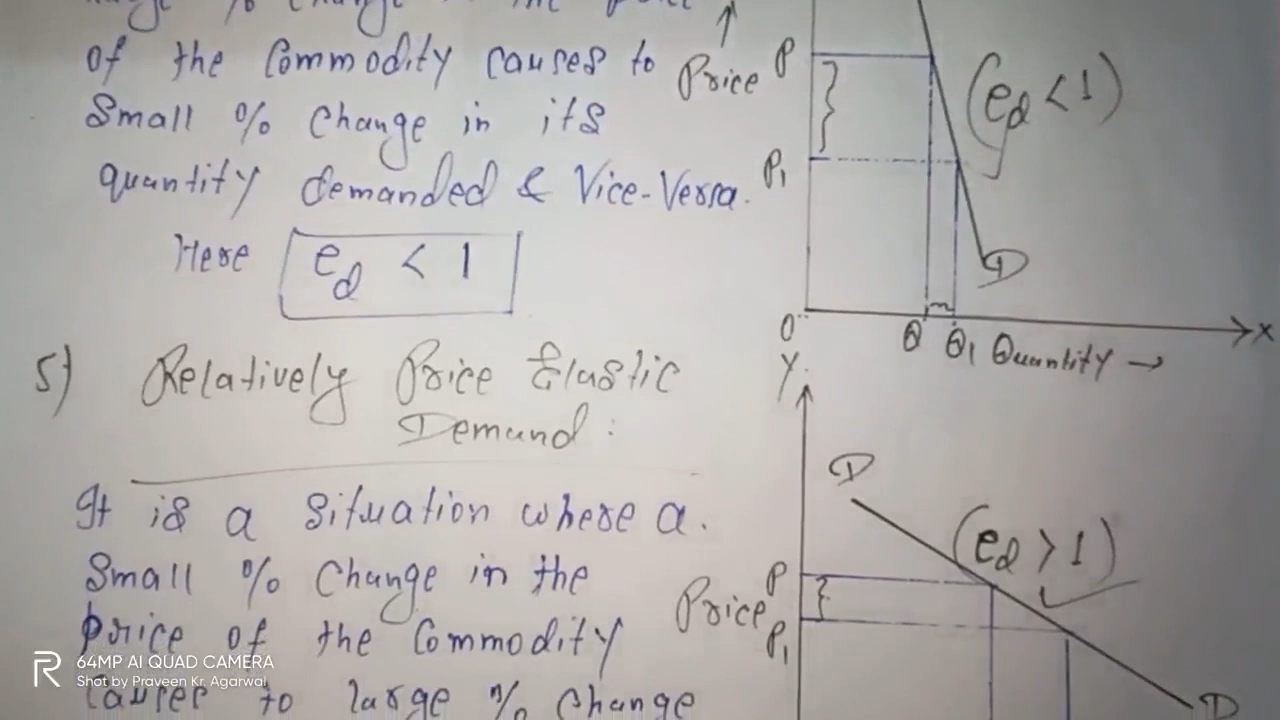 % change
of the Commodity causes to
Small % change in its
quantity demanded & Vice-Versa.
Here ed < 1
Price P
P1
(ed < 1)
D
O Q Q1 Quantity → X
5) Relatively Price Elastic
Demand :
It is a situation where a.
Small % change in the
price of the Commodity
causes to large % change
Y
D
(ed > 1)
Price P
P1
D
64MP AI QUAD CAMERA
Shot by Praveen Kr. Agarwal